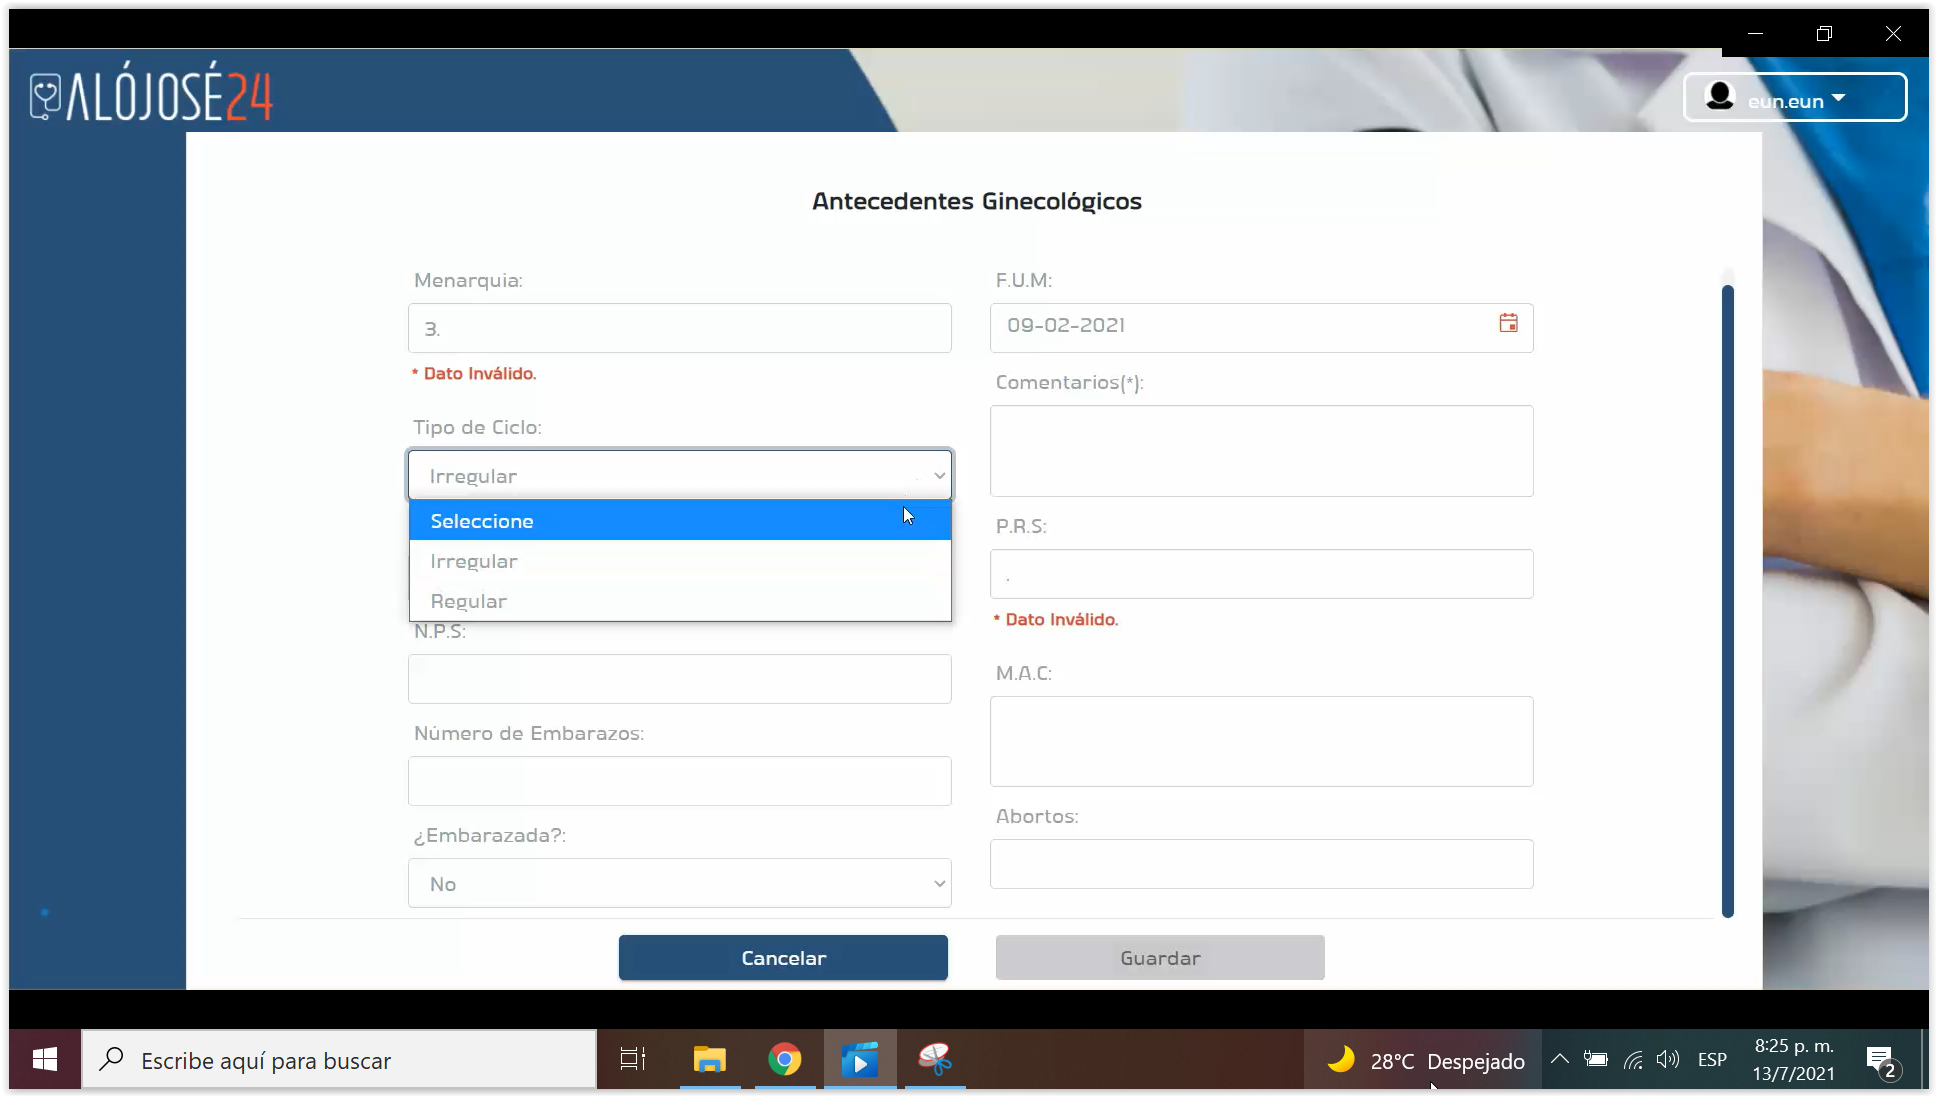 ALÓJOSÉ24
eun.eun
Antecedentes Ginecológicos
Menarquia:
3.
* Dato Inválido.
Tipo de Ciclo:
Irregular
Seleccione
Irregular
Regular
N.P.S:
Número de Embarazos:
¿Embarazada?:
No
F.U.M:
09-02-2021
Comentarios(*):
P.R.S:
.
* Dato Inválido.
M.A.C:
Abortos:
Cancelar
Guardar
Escribe aquí para buscar
28°C Despejado
ESP
8:25 p. m.
13/7/2021
2